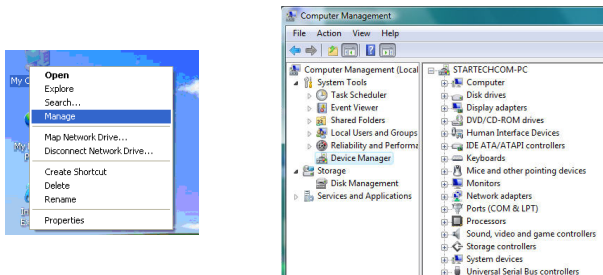 My C
Open
Explore
Search...
Manage
Map Network Drive...
Disconnect Network Drive...
Create Shortcut
Delete
Rename
Properties
Computer Management
File Action View Help
Computer Management (Local
System Tools
Task Scheduler
Event Viewer
Shared Folders
Local Users and Groups
Reliability and Performa
Device Manager
Storage
Disk Management
Services and Applications
STARTECHCOM-PC
Computer
Disk drives
Display adapters
DVD/CD-ROM drives
Human Interface Devices
IDE ATA/ATAPI controllers
Keyboards
Mice and other pointing devices
Monitors
Network adapters
Ports (COM & LPT)
Processors
Sound, video and game controllers
Storage controllers
System devices
Universal Serial Bus controllers